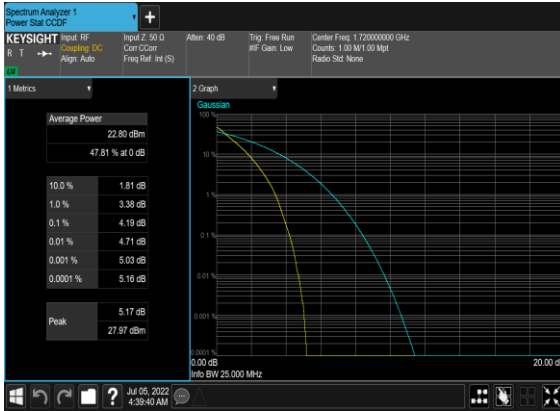 Spectrum Analyzer 1
Power Stat CCDF
+
KEYSIGHT
R T
Input: RF
Coupling: DC
Align: Auto
Input Z: 50 Ω
Corr CCorr
Freq Ref: Int (S)
Atten: 40 dB
Trig: Free Run
#IF Gain: Low
Center Freq: 1.720000000 GHz
Counts: 1.00 M/1.00 Mpt
Radio Std: None
1 Metrics
Average Power
22.80 dBm
47.81 % at 0 dB
10.0 % 1.81 dB
1.0 % 3.38 dB
0.1 % 4.19 dB
0.01 % 4.71 dB
0.001 % 5.03 dB
0.0001 % 5.16 dB
Peak
5.17 dB
27.97 dBm
2 Graph
Gaussian
100 %
10 %
1 %
0.1 %
0.01 %
0.001 %
0.0001 %
0.00 dB
20.00 d
Info BW 25.000 MHz
?
Jul 05, 2022
4:39:40 AM